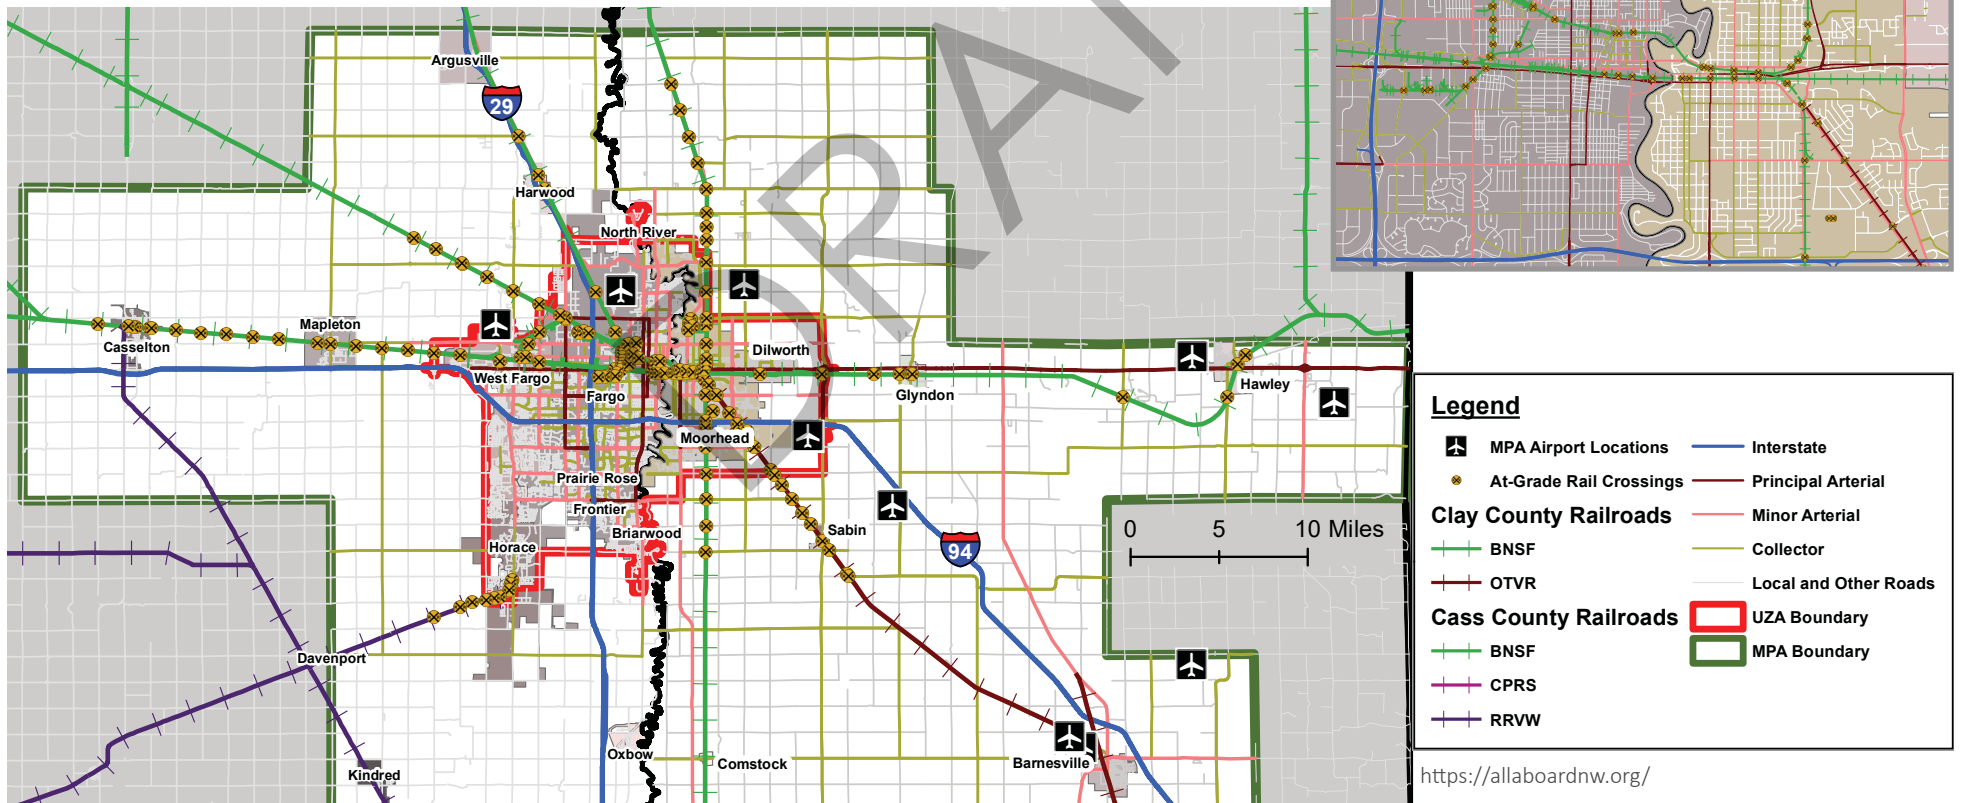 DRAFT
Argusville
29
Harwood
North River
Mapleton
Casselton
West Fargo
Fargo
Dilworth
Glyndon
Hawley
Moorhead
Prairie Rose
Frontier
Briarwood
Horace
Sabin
94
0 5 10 Miles
Davenport
Kindred
Oxbow
Comstock
Barnesville
Legend
MPA Airport Locations
At-Grade Rail Crossings
Clay County Railroads
BNSF
OTVR
Cass County Railroads
BNSF
CPRS
RRVW
Interstate
Principal Arterial
Minor Arterial
Collector
Local and Other Roads
UZA Boundary
MPA Boundary
https://allaboardnw.org/